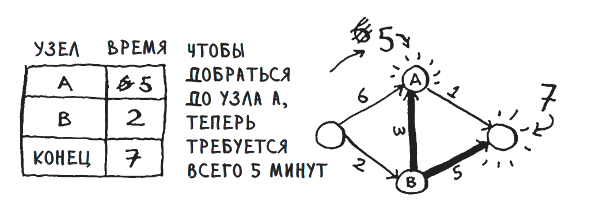 УЗЕЛ ВРЕМЯ
А 6 5
В 2
КОНЕЦ 7
ЧТОБЫ
ДОБРАТЬСЯ
ДО УЗЛА А,
ТЕПЕРЬ
ТРЕБУЕТСЯ
ВСЕГО 5 МИНУТ
6 5
А
6
1
7
3
2
5
В